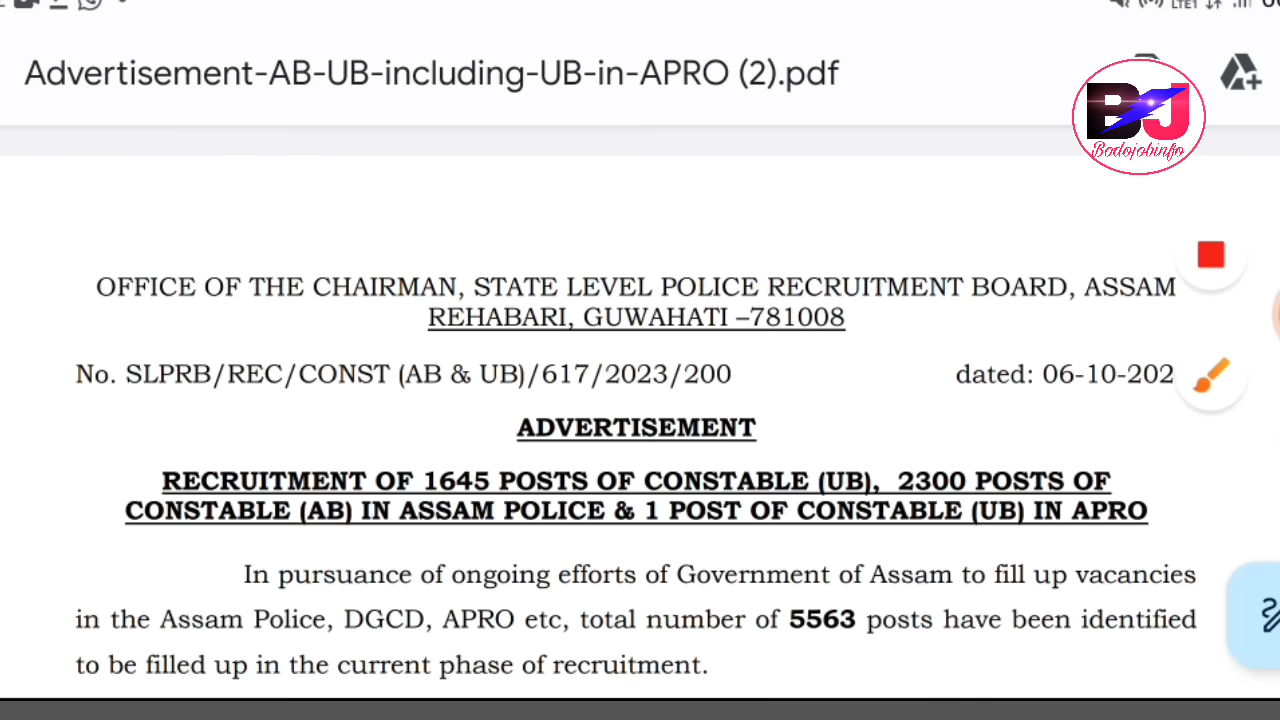 LTE1
Advertisement-AB-UB-including-UB-in-APRO (2).pdf
BJ
Bodojobinfo
OFFICE OF THE CHAIRMAN, STATE LEVEL POLICE RECRUITMENT BOARD, ASSAM
REHABARI, GUWAHATI –781008
No. SLPRB/REC/CONST (AB & UB)/617/2023/200 dated: 06-10-202
ADVERTISEMENT
RECRUITMENT OF 1645 POSTS OF CONSTABLE (UB), 2300 POSTS OF
CONSTABLE (AB) IN ASSAM POLICE & 1 POST OF CONSTABLE (UB) IN APRO
In pursuance of ongoing efforts of Government of Assam to fill up vacancies
in the Assam Police, DGCD, APRO etc, total number of 5563 posts have been identified
to be filled up in the current phase of recruitment.